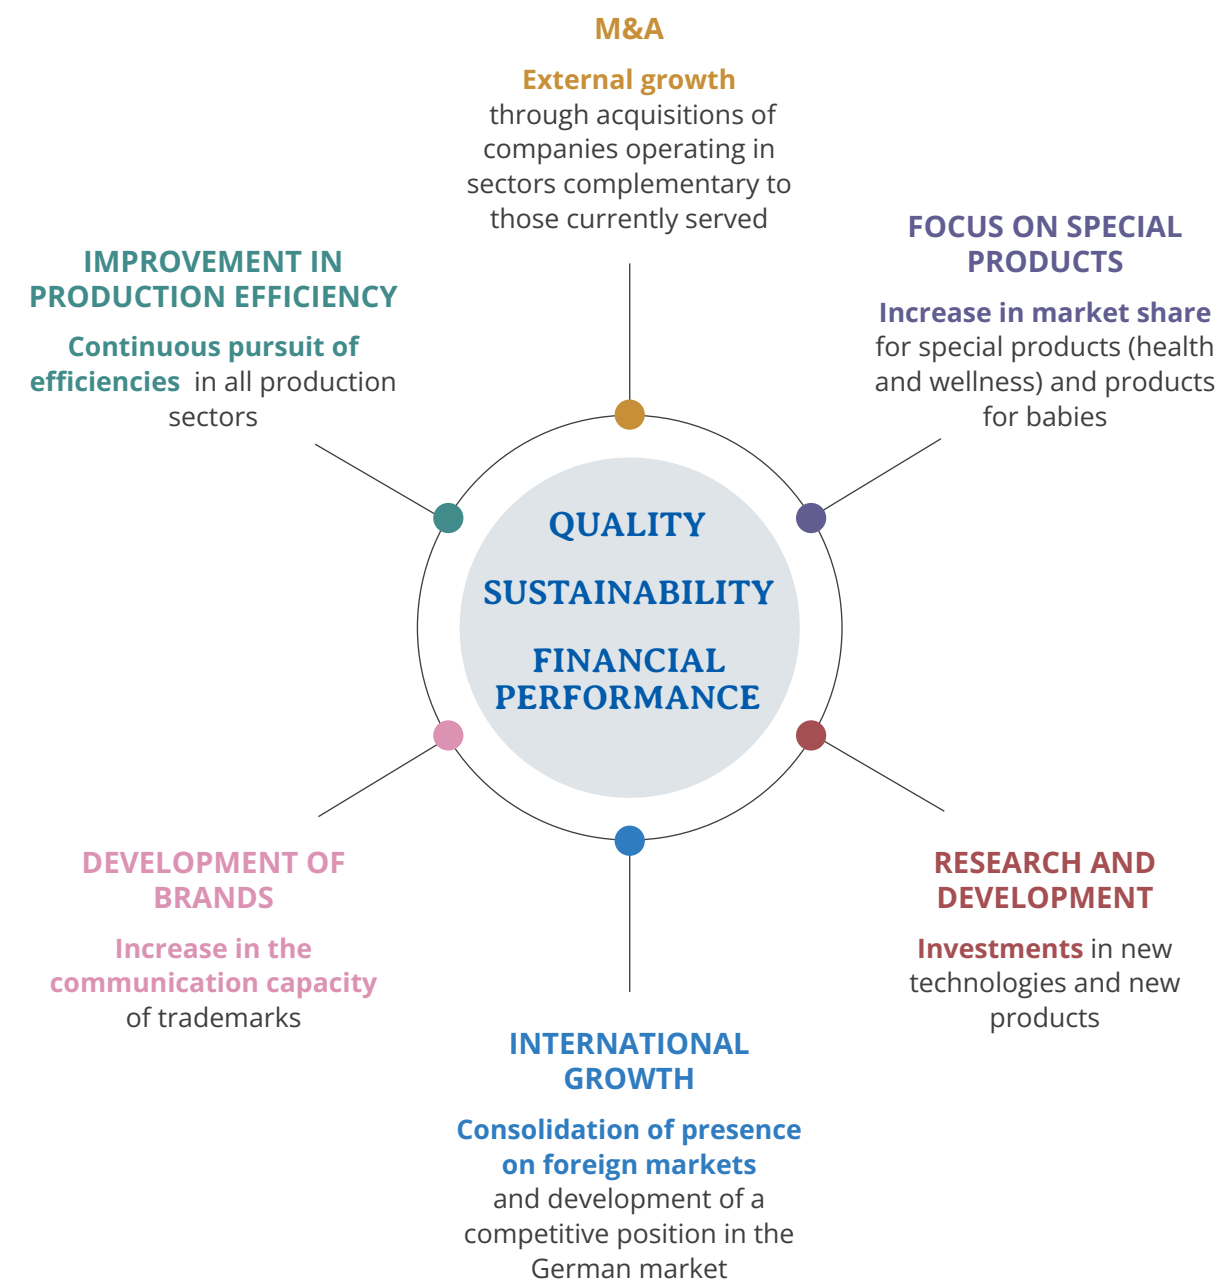 M&A
External growth
through acquisitions of
companies operating in
sectors complementary to
those currently served
FOCUS ON SPECIAL
PRODUCTS
Increase in market share
for special products (health
and wellness) and products
for babies
IMPROVEMENT IN
PRODUCTION EFFICIENCY
Continuous pursuit of
efficiencies in all production
sectors
QUALITY
SUSTAINABILITY
FINANCIAL
PERFORMANCE
DEVELOPMENT OF
BRANDS
Increase in the
communication capacity
of trademarks
RESEARCH AND
DEVELOPMENT
Investments in new
technologies and new
products
INTERNATIONAL
GROWTH
Consolidation of presence
on foreign markets
and development of a
competitive position in the
German market